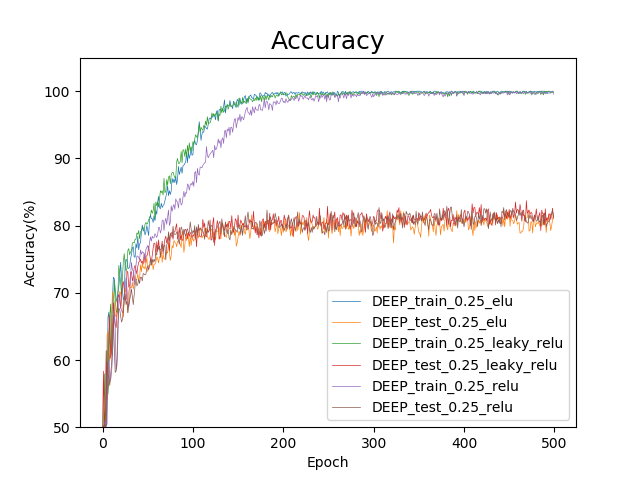 Accuracy
100
90
80
70
60
50
Accuracy(%)
0
100
200
300
400
500
Epoch
DEEP_train_0.25_elu
DEEP_test_0.25_elu
DEEP_train_0.25_leaky_relu
DEEP_test_0.25_leaky_relu
DEEP_train_0.25_relu
DEEP_test_0.25_relu